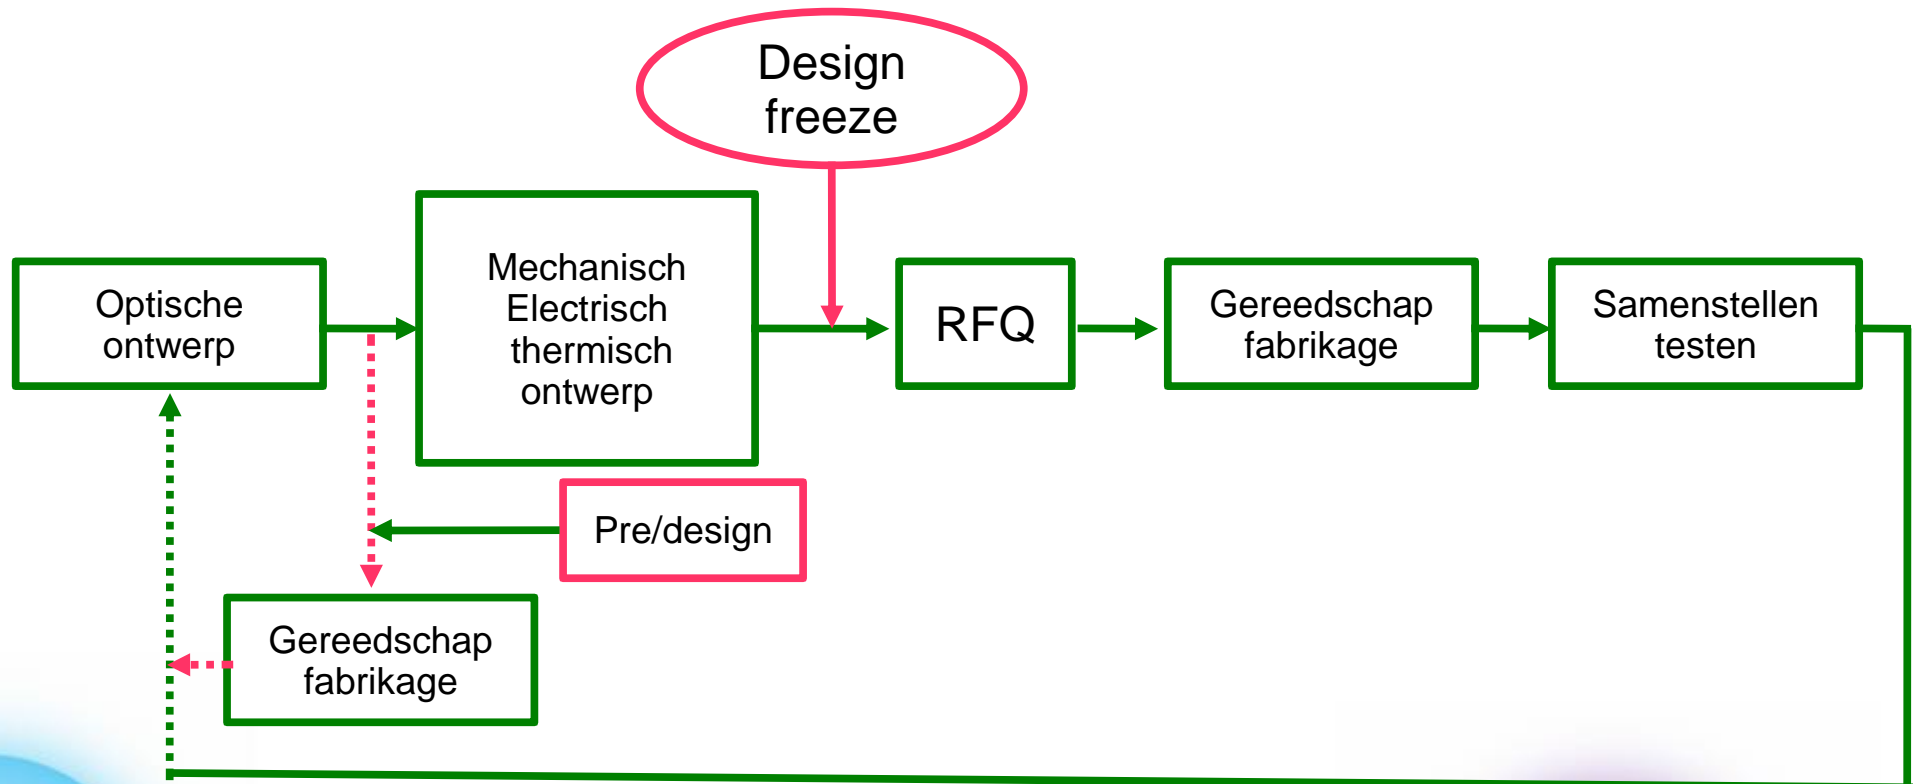 Design
freeze
Optische
ontwerp
Mechanisch
Electrisch
thermisch
ontwerp
RFQ
Gereedschap
fabrikage
Samenstellen
testen
Pre/design
Gereedschap
fabrikage